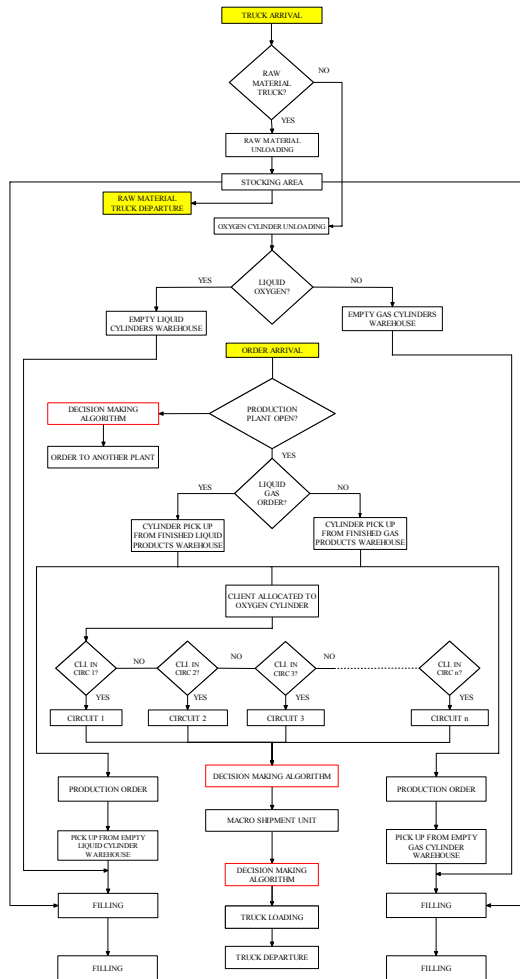 TRUCK ARRIVAL
RAW
MATERIAL
TRUCK?
NO
YES
RAW MATERIAL
UNLOADING
STOCKING AREA
RAW MATERIAL
TRUCK DEPARTURE
OXYGEN CYLINDER UNLOADING
LIQUID
OXYGEN?
YES
NO
EMPTY LIQUID
CYLINDERS WAREHOUSE
EMPTY GAS CYLINDERS
WAREHOUSE
ORDER ARRIVAL
DECISION MAKING
ALGORITHM
PRODUCTION
PLANT OPEN?
ORDER TO ANOTHER PLANT
YES
LIQUID
GAS
ORDER?
YES
NO
CYLINDER PICK UP
FROM FINISHED LIQUID
PRODUCTS WAREHOUSE
CYLINDER PICK UP
FROM FINISHED GAS
PRODUCTS WAREHOUSE
CLIENT ALLOCATED TO
OXYGEN CYLINDER
CLI. IN
CIRC 1?
NO
CLI. IN
CIRC 2?
NO
CLI. IN
CIRC 3?
NO
CLI. IN
CIRC n?
YES
YES
YES
YES
CIRCUIT 1
CIRCUIT 2
CIRCUIT 3
CIRCUIT n
DECISION MAKING ALGORITHM
PRODUCTION ORDER
PRODUCTION ORDER
MACRO SHIPMENT UNIT
PICK UP FROM EMPTY
LIQUID CYLINDER
WAREHOUSE
PICK UP FROM EMPTY
GAS CYLINDER
WAREHOUSE
DECISION MAKING
ALGORITHM
FILLING
TRUCK LOADING
FILLING
TRUCK DEPARTURE
FILLING
FILLING